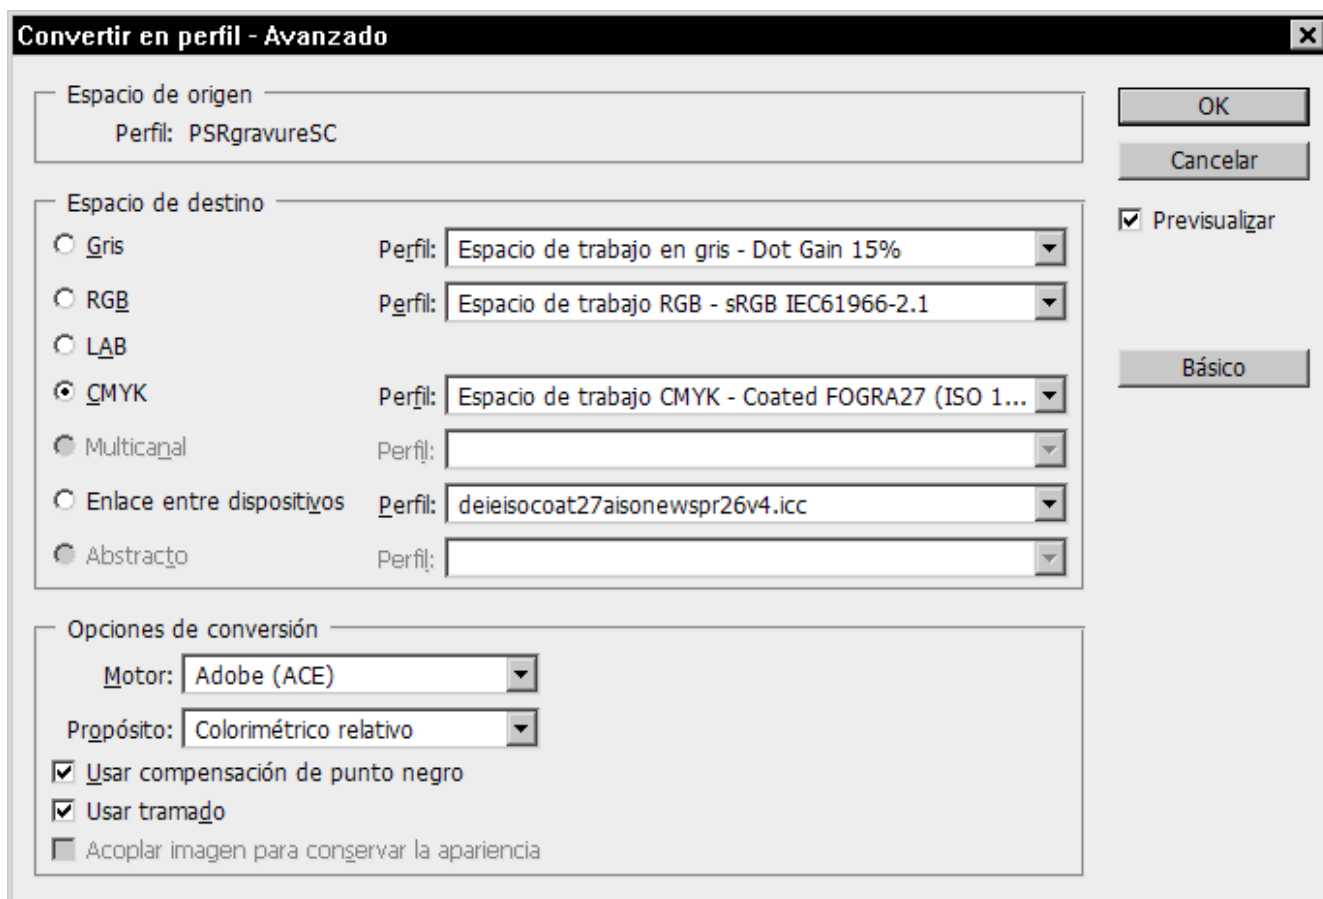 Convertir en perfil - Avanzado
Espacio de origen
Perfil: PSRgravureSC
OK
Cancelar
Previsualizar
Básico
Espacio de destino
Gris Perfil: Espacio de trabajo en gris - Dot Gain 15%
RGB Perfil: Espacio de trabajo RGB - sRGB IEC61966-2.1
LAB
CMYK Perfil: Espacio de trabajo CMYK - Coated FOGRA27 (ISO 1...
Multicanal Perfil:
Enlace entre dispositivos Perfil: deieisocoat27aisonewspr26v4.icc
Abstracto Perfil:
Opciones de conversión
Motor: Adobe (ACE)
Propósito: Colorimétrico relativo
Usar compensación de punto negro
Usar tramado
Acoplar imagen para conservar la apariencia